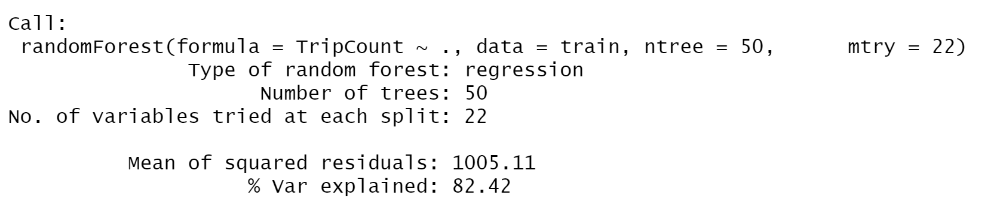 Call:
 randomForest(formula = TripCount ~ ., data = train, ntree = 50,      mtry = 22)
               Type of random forest: regression
                     Number of trees: 50
No. of variables tried at each split: 22

          Mean of squared residuals: 1005.11
                    % Var explained: 82.42